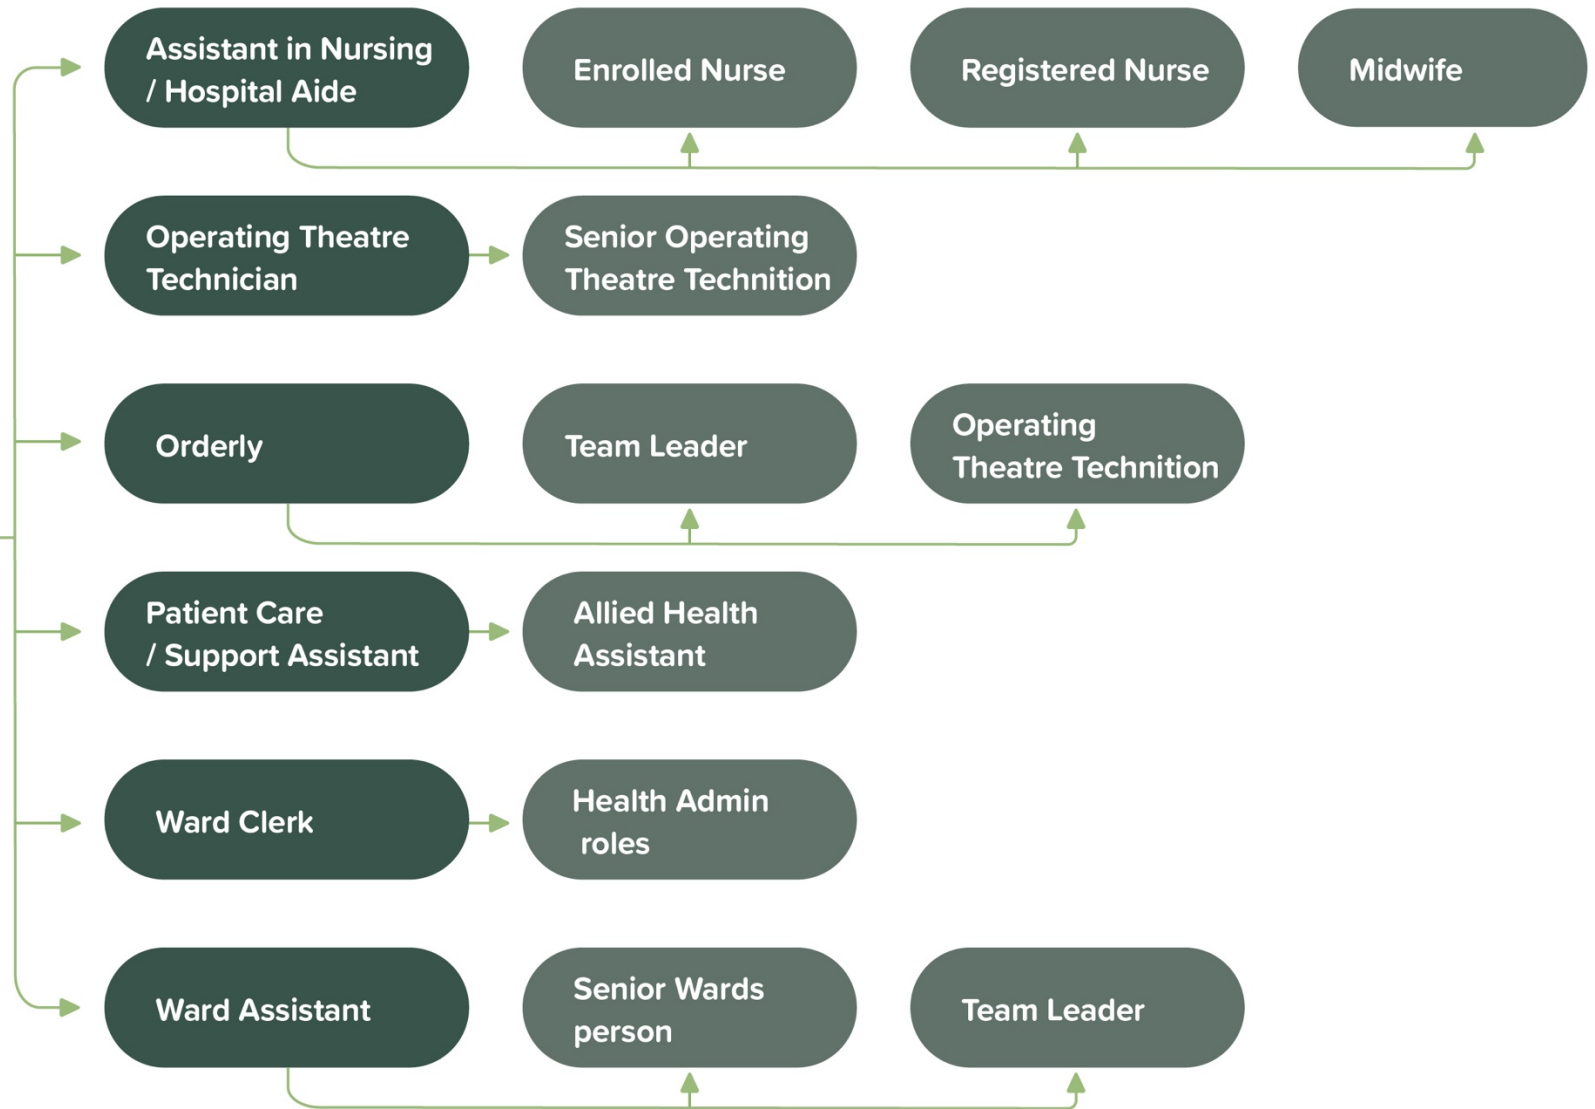 Assistant in Nursing
/ Hospital Aide
Enrolled Nurse
Registered Nurse
Midwife
Operating Theatre
Technician
Senior Operating
Theatre Technition
Orderly
Team Leader
Operating
Theatre Technition
Patient Care
/ Support Assistant
Allied Health
Assistant
Ward Clerk
Health Admin
roles
Ward Assistant
Senior Wards
person
Team Leader